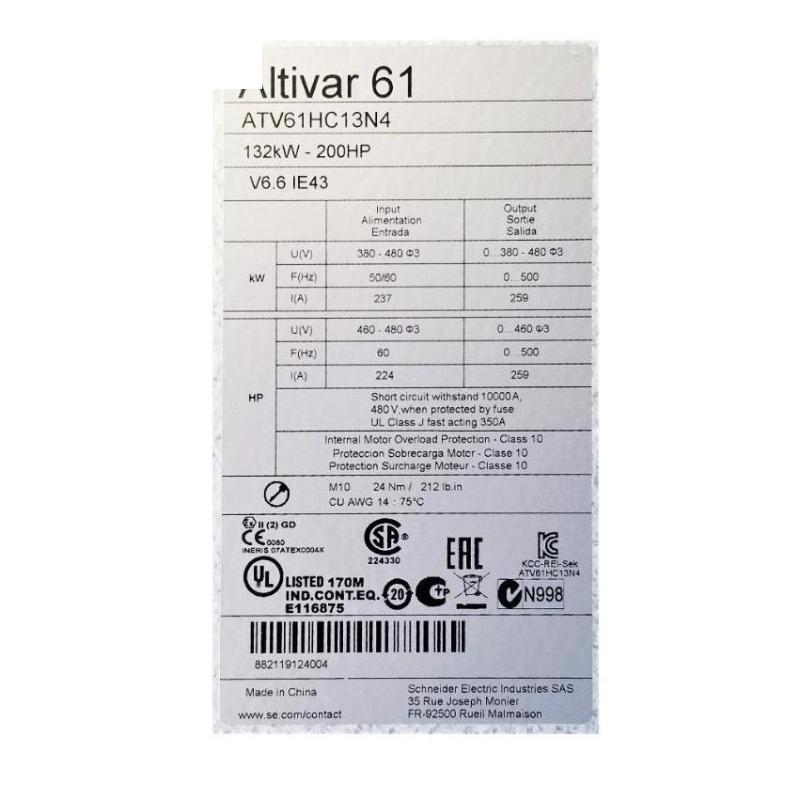 Altivar 61
ATV61HC13N4
132kW - 200HP
V6.6 IE43
Input Output
Alimentation Sortie
Entrada Salida
kW
U(V) 380 - 480 Φ3 0...380 - 480 Φ3
F(Hz) 50/60 0...500
I(A) 237 259
HP
U(V) 460 - 480 Φ3 0...460 Φ3
F(Hz) 60 0...500
I(A) 224 259
Short circuit withstand 10000A,
480V,when protected by fuse
UL Class J fast acting 350A
Internal Motor Overload Protection - Class 10
Proteccion Sobrecarga Motor - Clase 10
Protection Surcharge Moteur - Classe 10
M10 24 Nm / 212 lb.in
CU AWG 14 : 75°C
Ex II (2) GD
CE 0080
INERIS 07ATEX0004X
SA ®
224330
EAC
KC
KCC-REI-Sek
ATV61HC13N4
UL LISTED 170M
IND.CONT.EQ.
E116875
20
N998
882119124004
Made in China
www.se.com/contact
Schneider Electric Industries SAS
35 Rue Joseph Monier
FR-92500 Rueil Malmaison